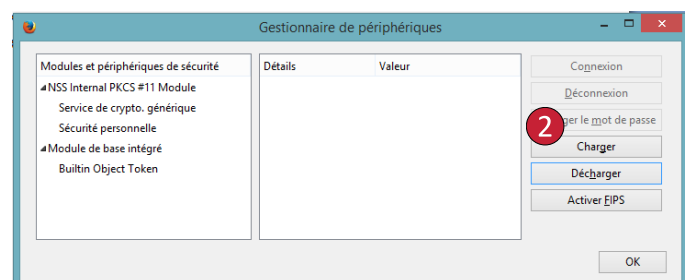 Gestionnaire de périphériques
Modules et périphériques de sécurité
Détails
Valeur
NSS Internal PKCS #11 Module
Service de crypto. générique
Sécurité personnelle
Module de base intégré
Builtin Object Token
Connexion
Déconnexion
2
le mot de passe
Charger
Décharger
Activer FIPS
OK